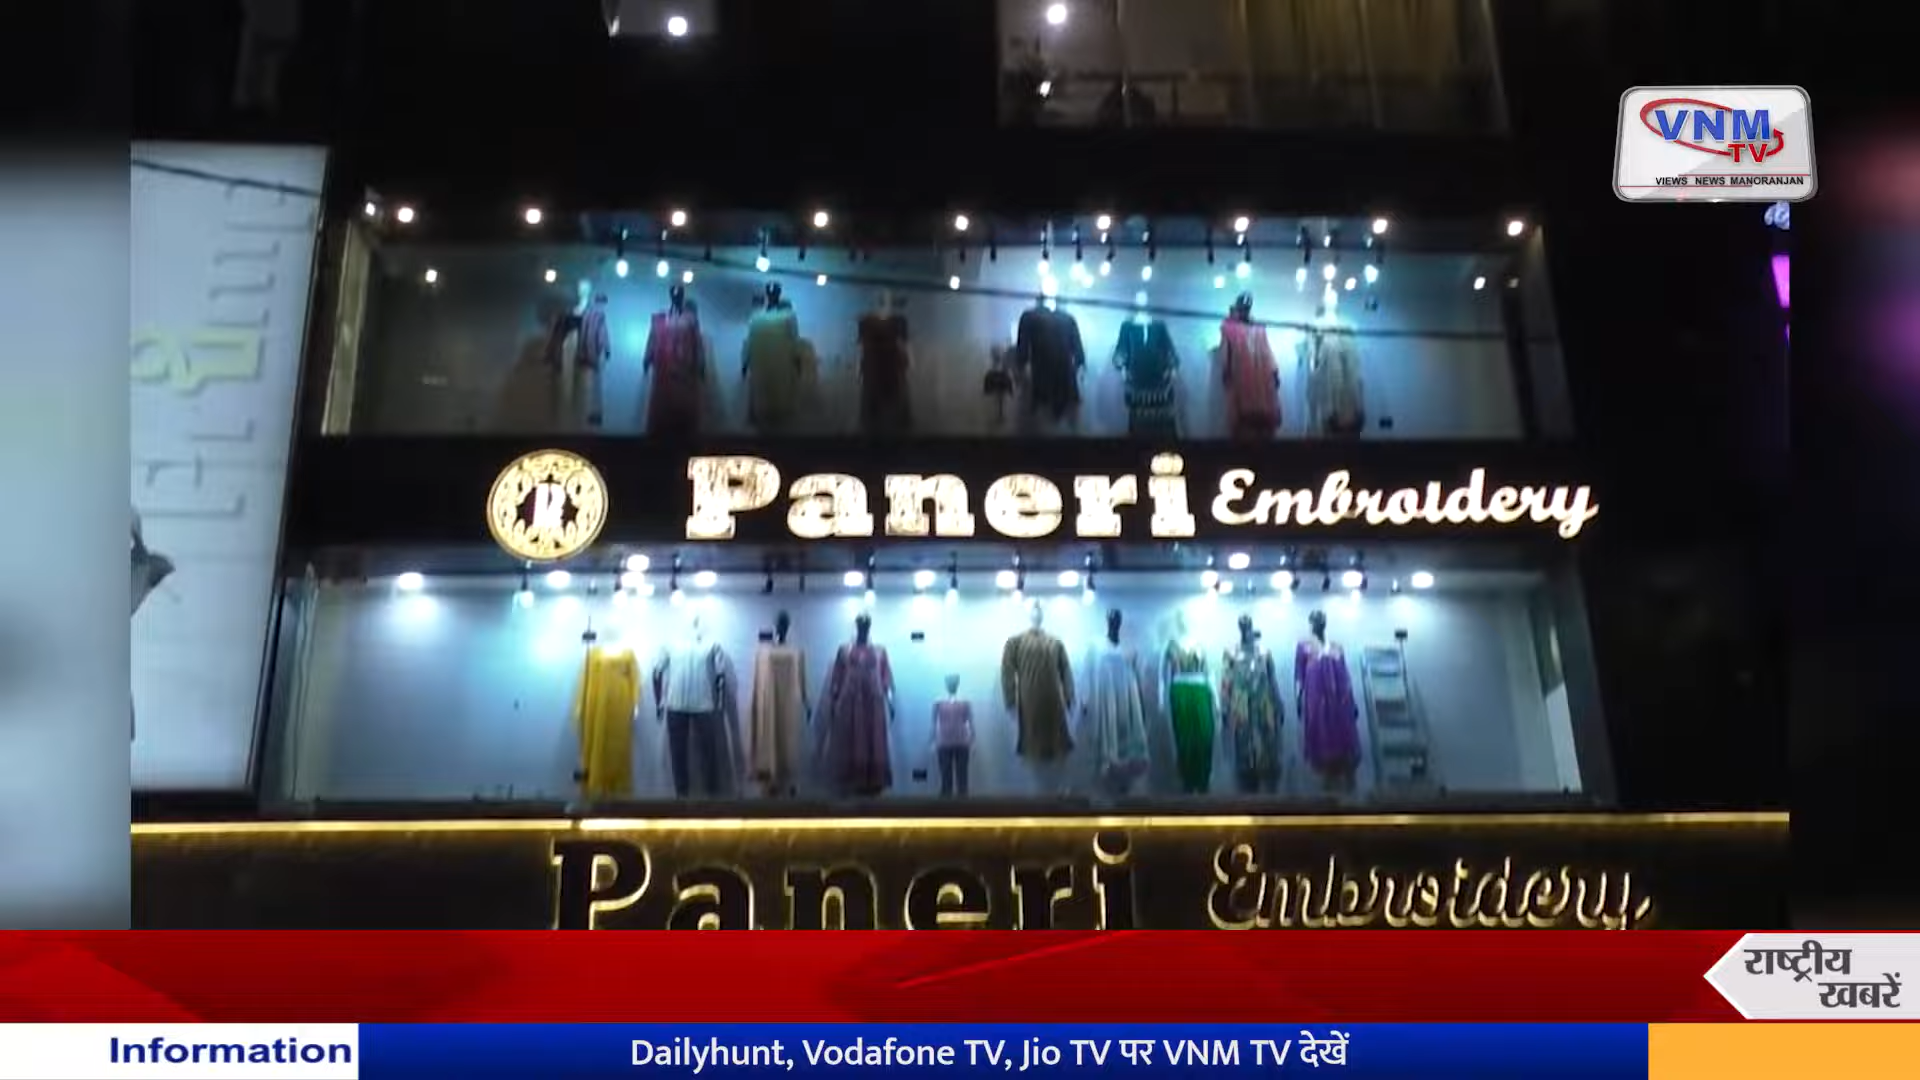 VNM
TV
VIEWS NEWS MANORANJAN
Paneri Embroidery
Paneri Embroidery
राष्ट्रीय
खबरें
Information
Dailyhunt, Vodafone TV, Jio TV पर VNM TV देखें